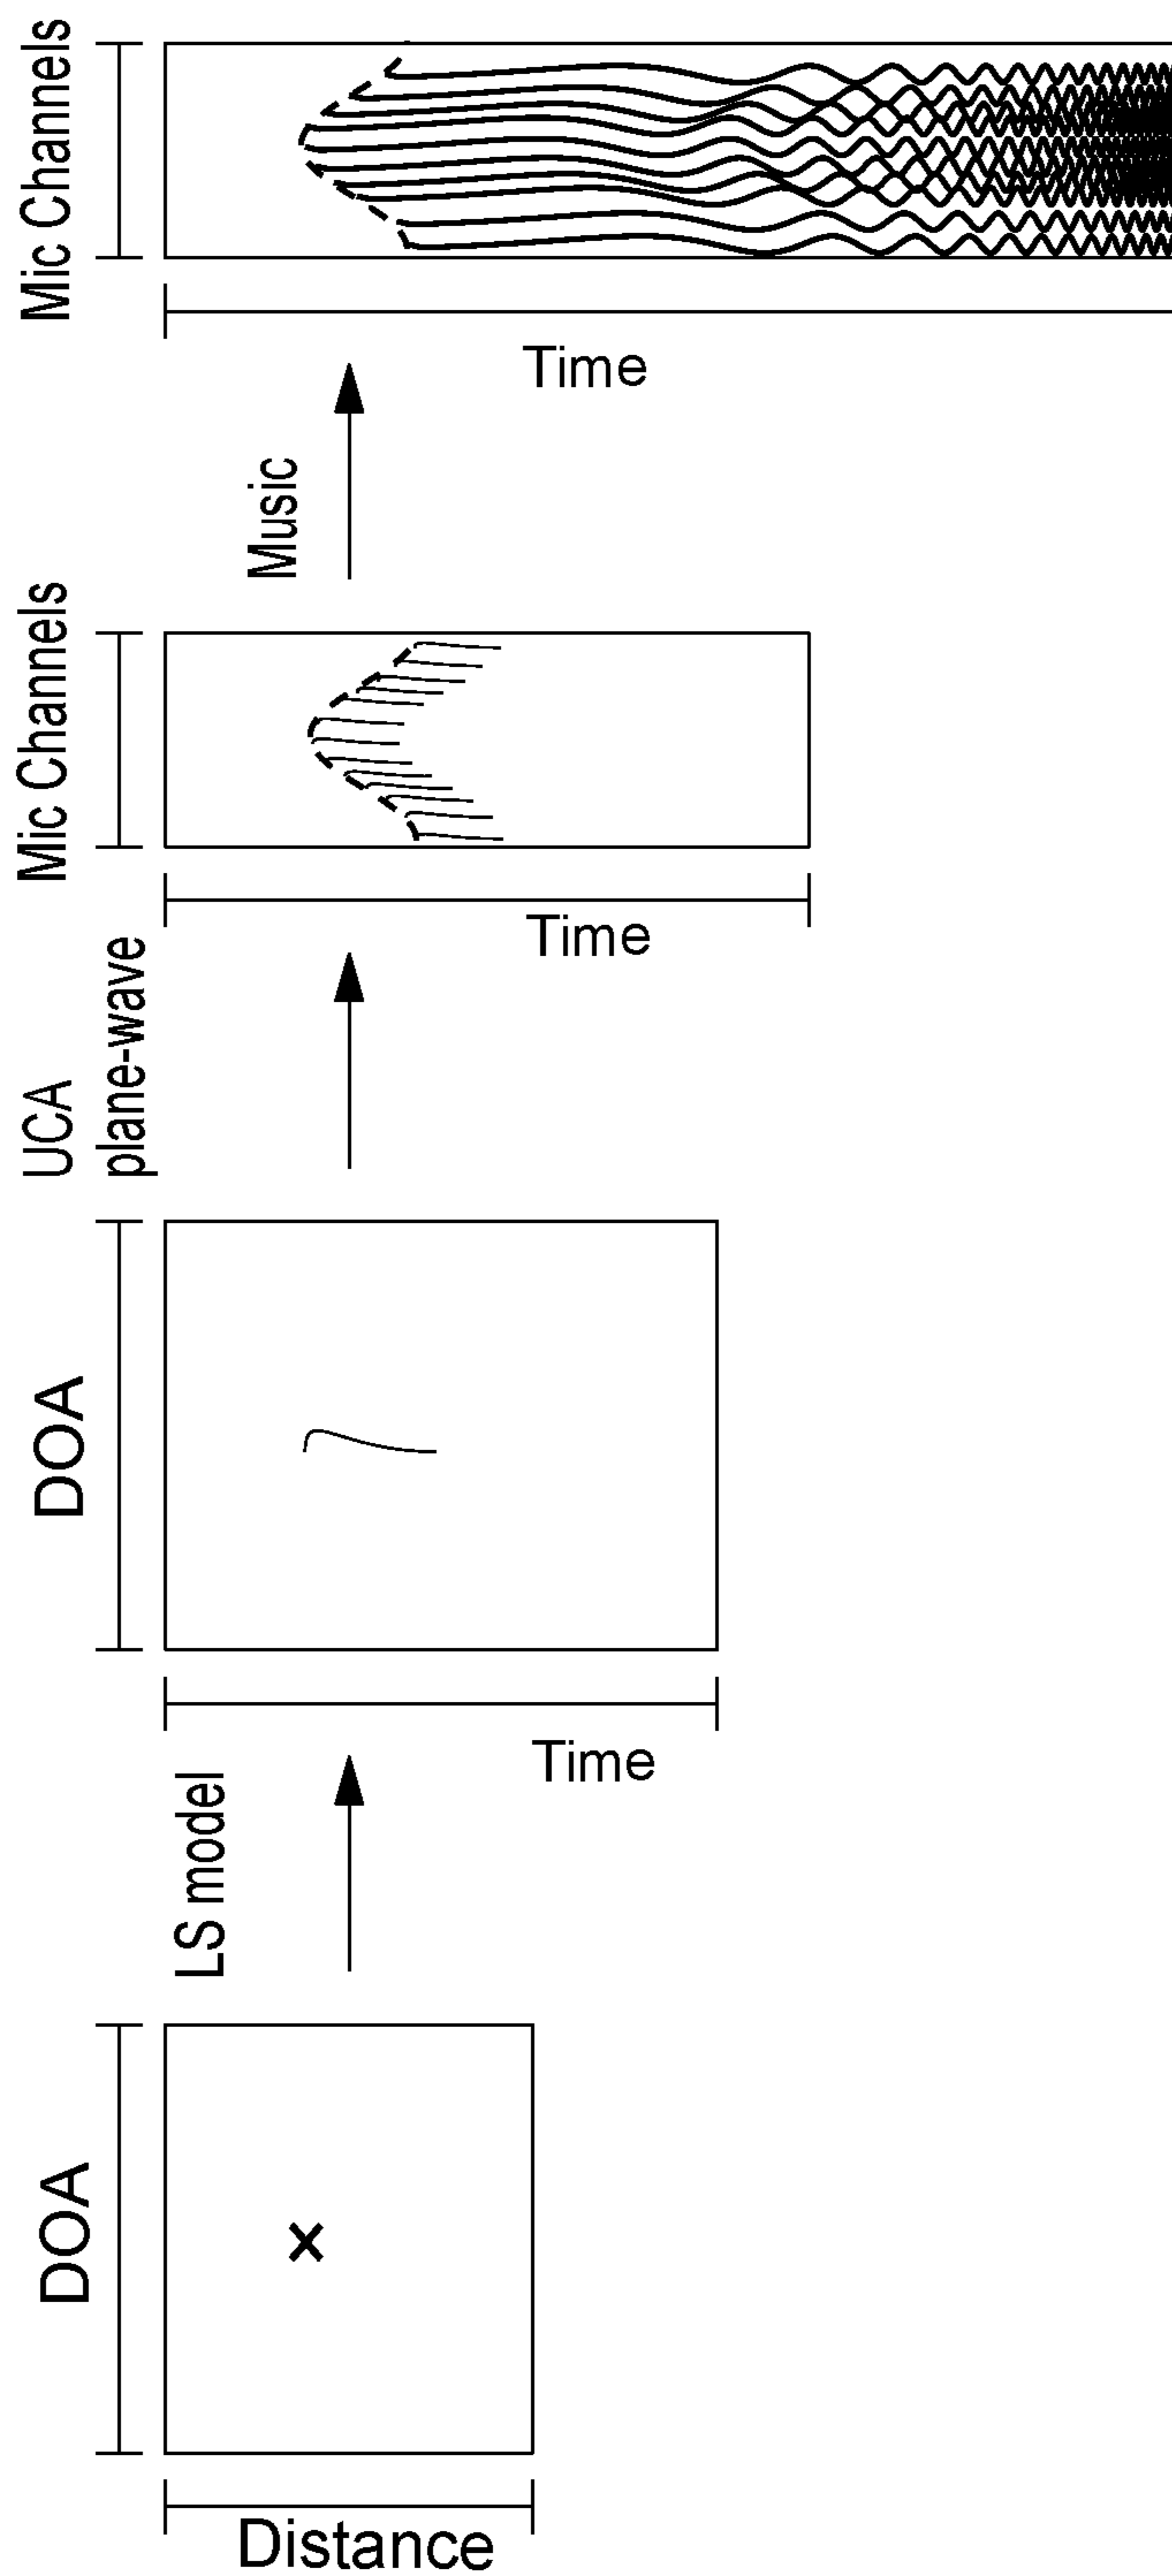 Mic Channels
Time
Music
Mic Channels
Time
UCA
plane-wave
DOA
Time
LS model
DOA
Distance